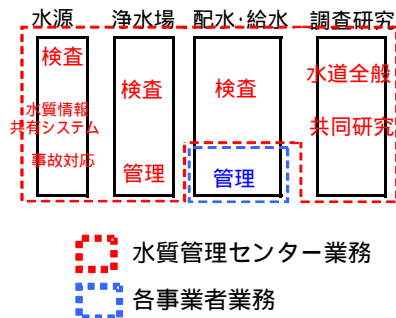 水源 浄水場 配水･給水 調査研究
検査
水質情報
共有システム
事故対応
検査
管理
検査
管理
水道全般
共同研究
水質管理センター業務
各事業者業務